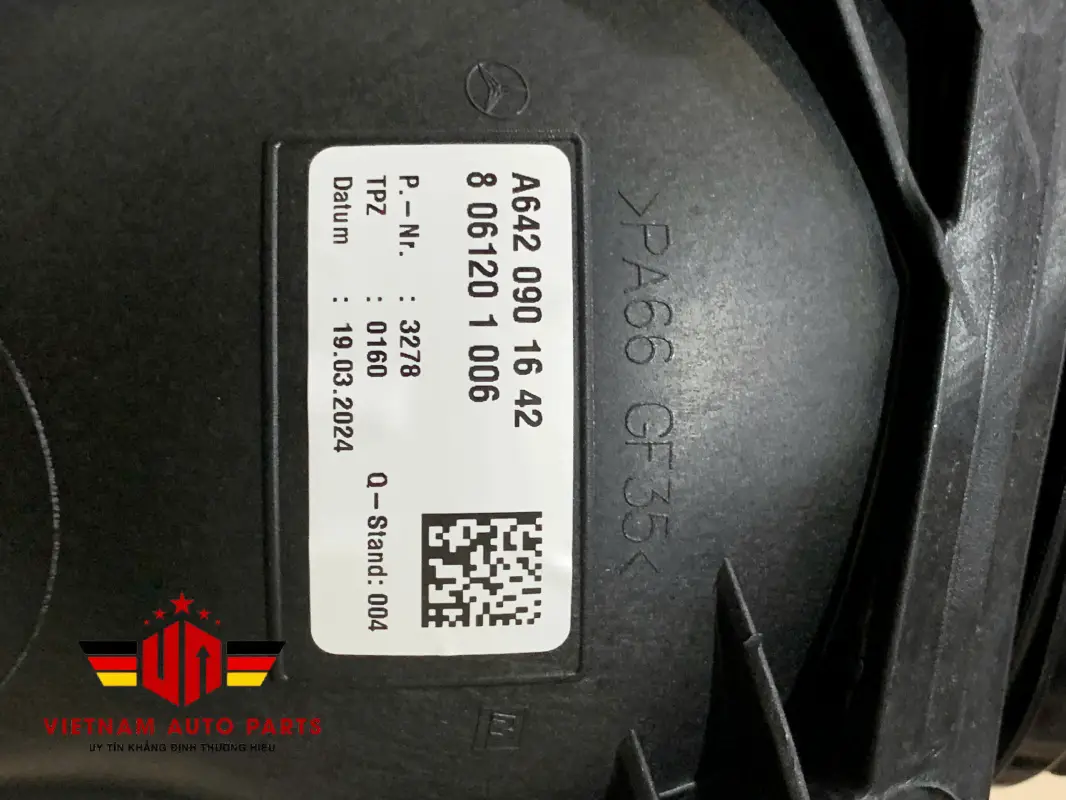 A642 090 16 42
8 06120 1 006
P.-Nr. : 3278
TPZ : 0160 Q-Stand: 004
Datum : 19.03.2024
>PA66 GF35<
VIETNAM AUTO PARTS
UY TÍN KHẲNG ĐỊNH THƯƠNG HIỆU